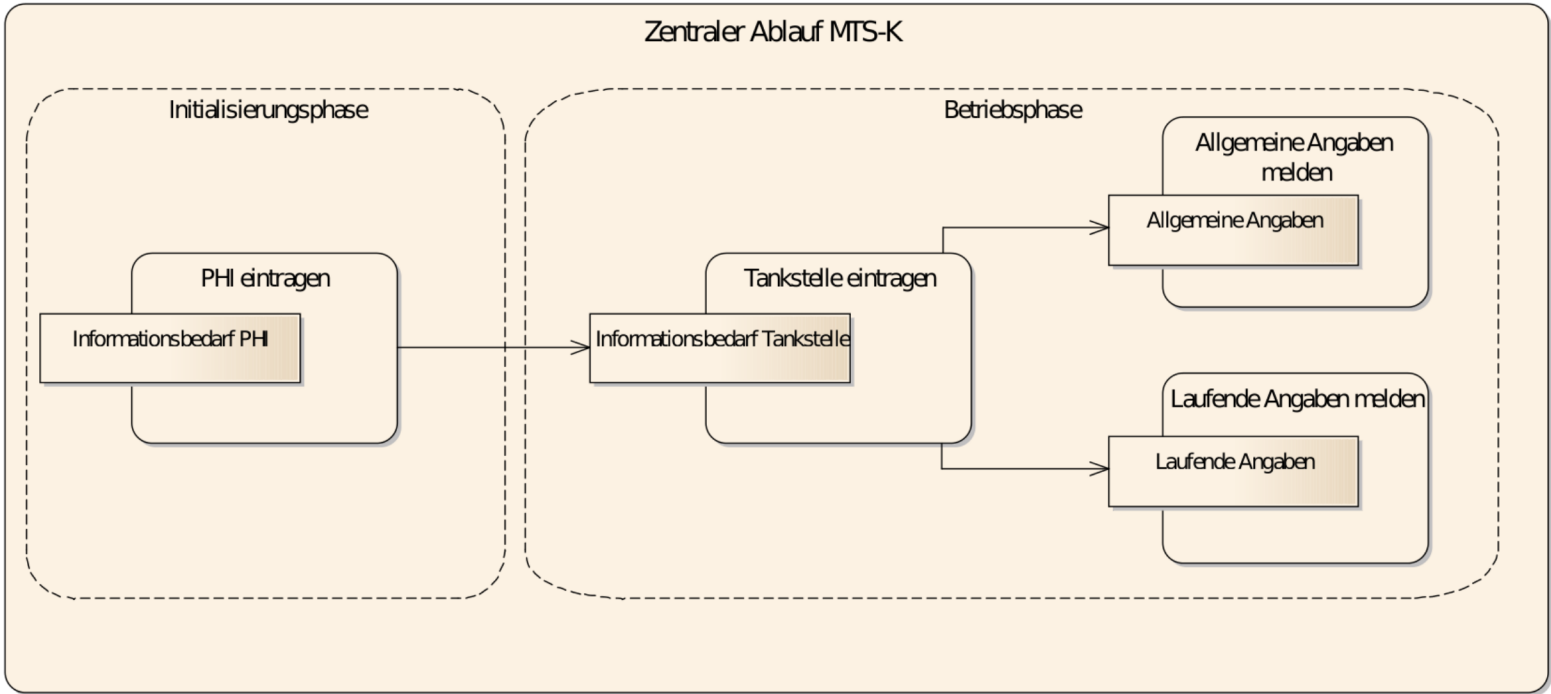 Zentraler Ablauf MTS-K
Initialisierungsphase
PHI eintragen
Informationsbedarf PHI
Betriebsphase
Tankstelle eintragen
Informationsbedarf Tankstelle
Allgemeine Angaben
melden
Allgemeine Angaben
Laufende Angaben melden
Laufende Angaben